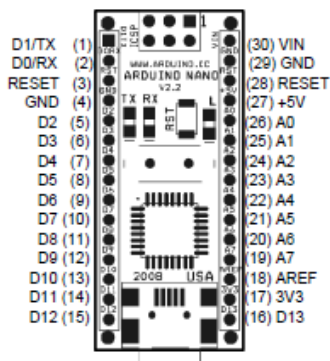 1
ICSP
WWW.ARDUINO.CC
ARDUINO NANO
V2.2
TX RX
RST
L
2008 USA
D1/TX (1)
D0/RX (2)
RESET (3)
GND (4)
D2 (5)
D3 (6)
D4 (7)
D5 (8)
D6 (9)
D7 (10)
D8 (11)
D9 (12)
D10 (13)
D11 (14)
D12 (15)
(30) VIN
(29) GND
(28) RESET
(27) +5V
(26) A0
(25) A1
(24) A2
(23) A3
(22) A4
(21) A5
(20) A6
(19) A7
(18) AREF
(17) 3V3
(16) D13